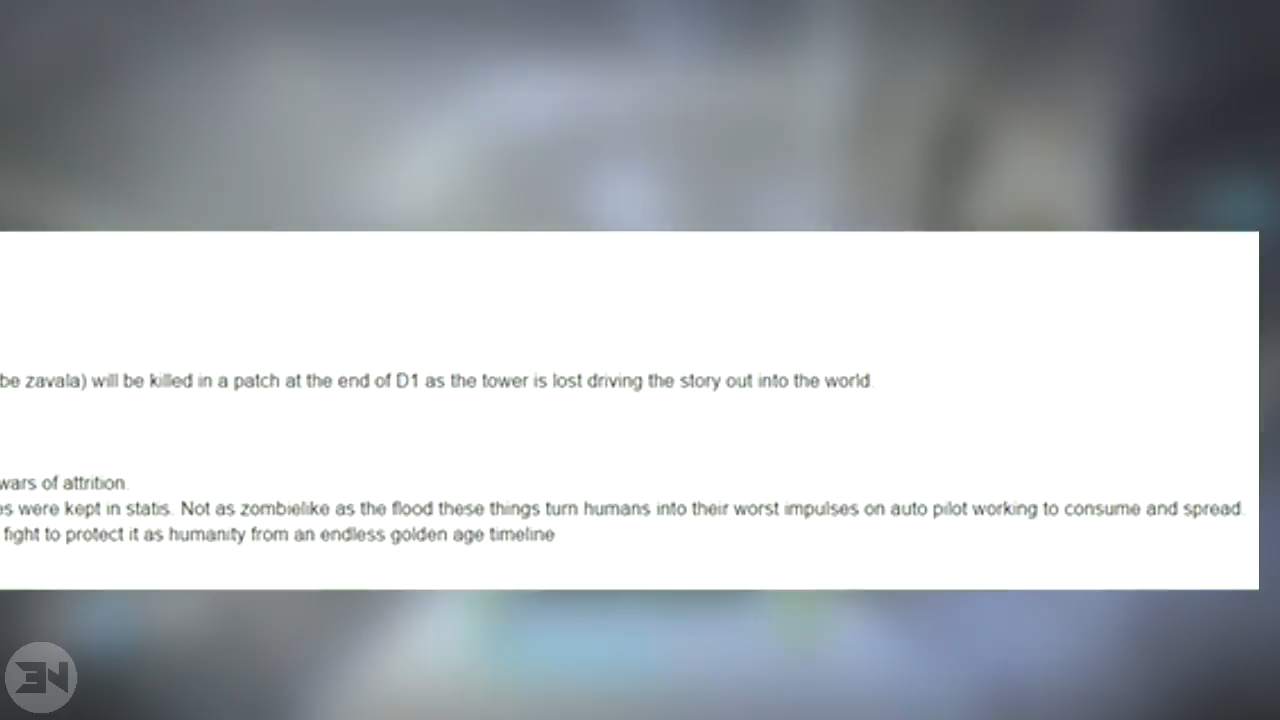 be zavala) will be killed in a patch at the end of D1 as the tower is lost driving the story out into the world.
wars of attrition.
es were kept in statis. Not as zombielike as the flood these things turn humans into their worst impulses on auto pilot working to consume and spread.
fight to protect it as humanity from an endless golden age timeline
3N